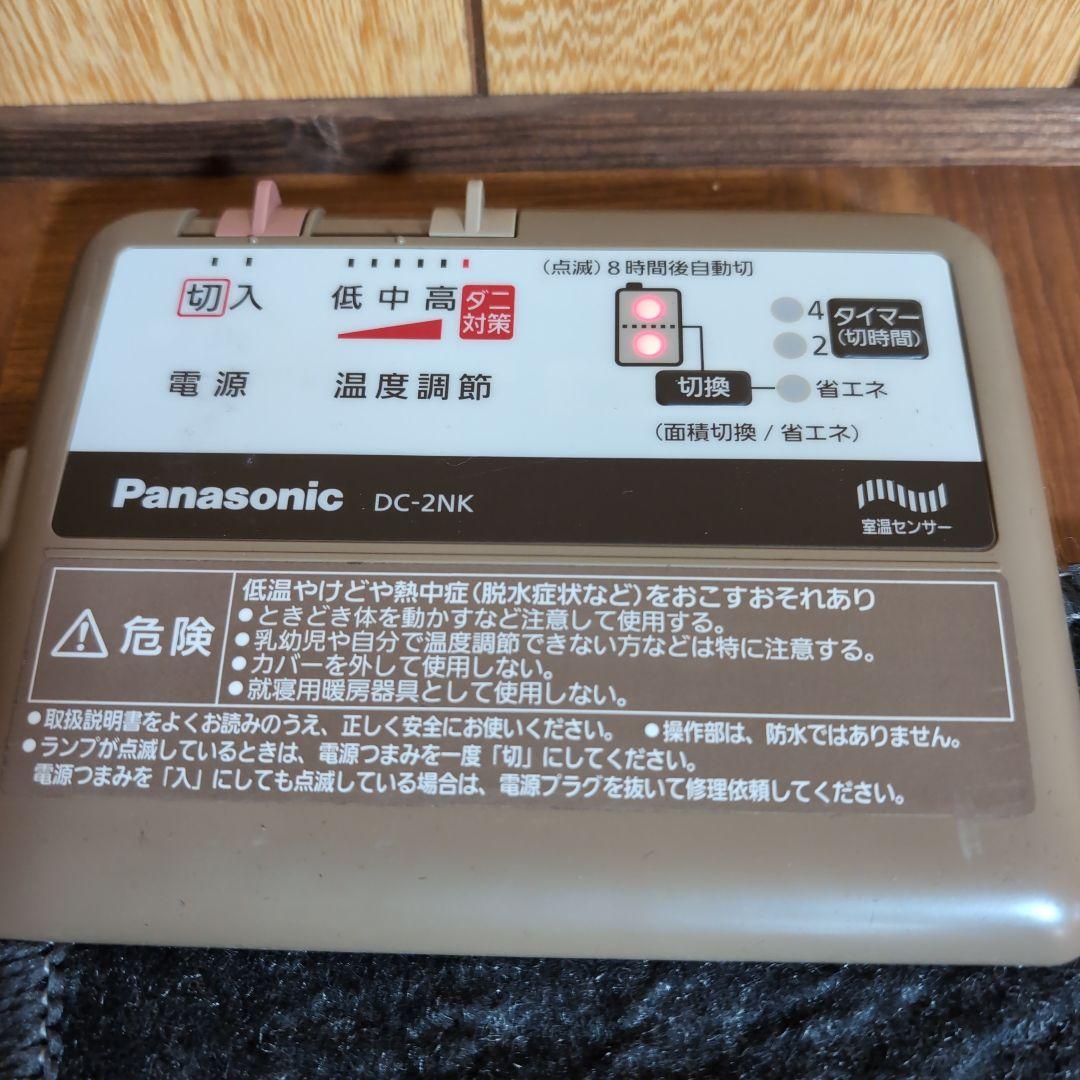 切 入
電源
低 中 高 ダニ対策
温度調節
(点滅)8時間後自動切
4
2
タイマー
(切時間)
切換
省エネ
(面積切換 / 省エネ)
Panasonic DC-2NK
室温センサー
危険
低温やけどや熱中症(脱水症状など)をおこすおそれあり
●ときどき体を動かすなど注意して使用する。
●乳幼児や自分で温度調節できない方などは特に注意する。
●カバーを外して使用しない。
●就寝用暖房器具として使用しない。
●取扱説明書をよくお読みのうえ、正しく安全にお使いください。 ●操作部は、防水ではありません。
●ランプが点滅しているときは、電源つまみを一度「切」にしてください。
電源つまみを「入」にしても点滅している場合は、電源プラグを抜いて修理依頼してください。